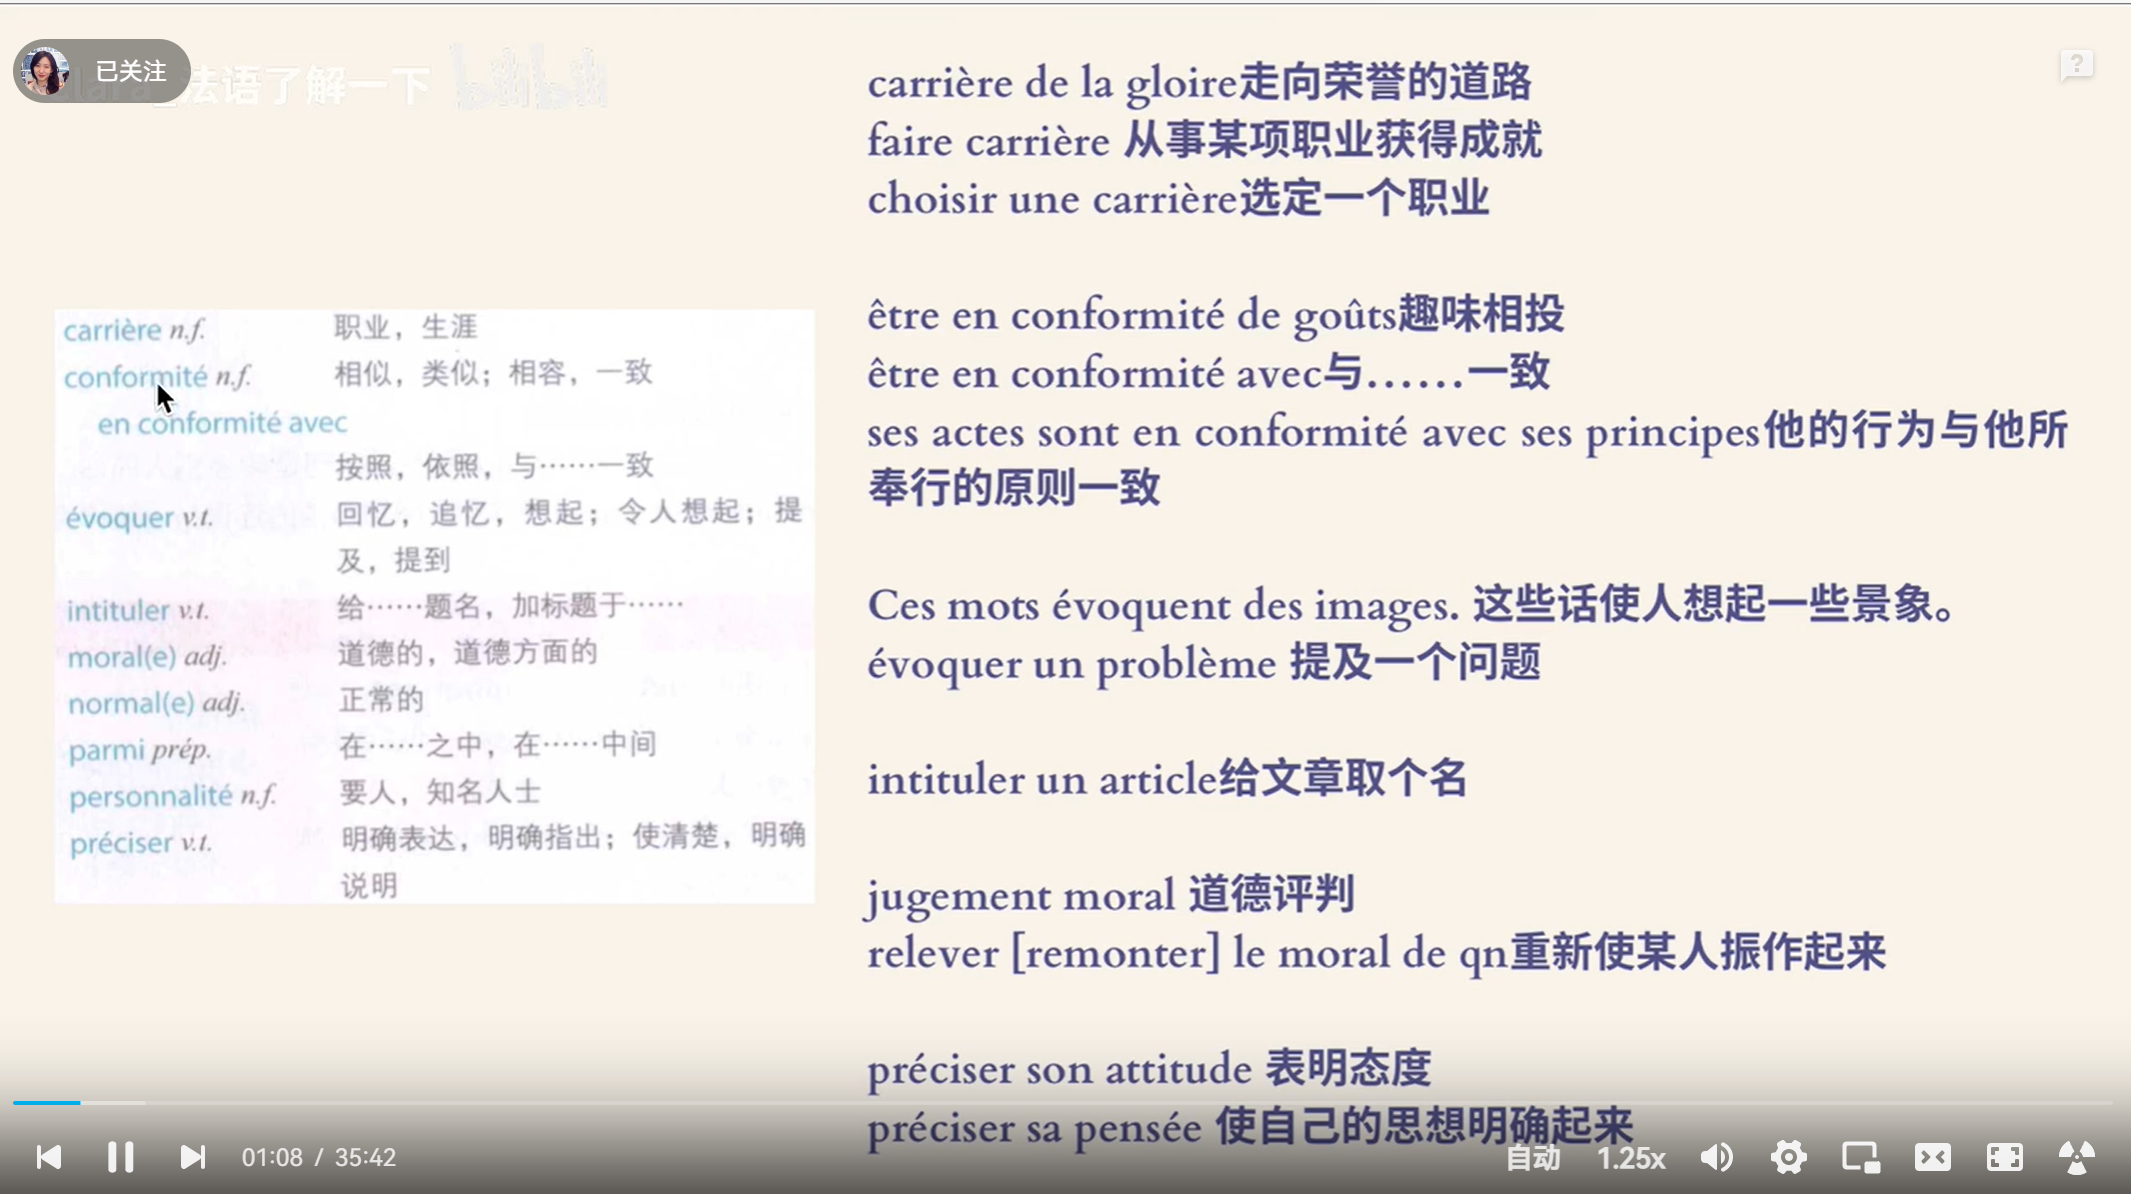 已关注
法语了解一下
bilibili
carrière de la gloire走向荣誉的道路
faire carrière 从事某项职业获得成就
choisir une carrière选定一个职业
être en conformité de goûts趣味相投
être en conformité avec与……一致
ses actes sont en conformité avec ses principes他的行为与他所
奉行的原则一致
Ces mots évoquent des images. 这些话使人想起一些景象。
évoquer un problème 提及一个问题
intituler un article给文章取个名
jugement moral 道德评判
relever [remonter] le moral de qn重新使某人振作起来
préciser son attitude 表明态度
préciser sa pensée 使自己的思想明确起来
carrière n.f. 职业，生涯
conformité n.f. 相似，类似；相容，一致
en conformité avec
按照，依照，与……一致
évoquer v.t. 回忆，追忆，想起；令人想起；提
及，提到
intituler v.t. 给……题名，加标题于……
moral(e) adj. 道德的，道德方面的
normal(e) adj. 正常的
parmi prép. 在……之中，在……中间
personnalité n.f. 要人，知名人士
préciser v.t. 明确表达，明确指出；使清楚，明确
说明
01:08 / 35:42
自动
1.25x